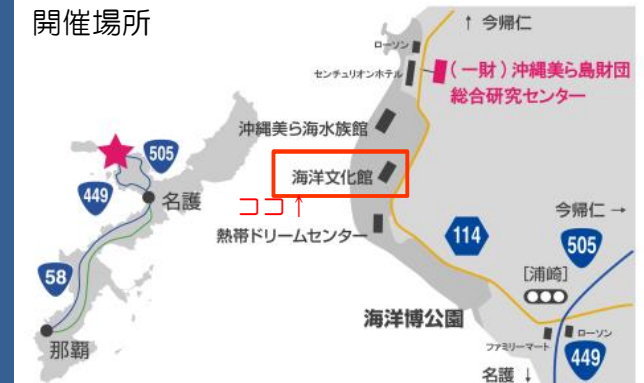 開催場所
↑ 今帰仁
ローソン
センチュリオンホテル
(一財)沖縄美ら島財団
総合研究センター
沖縄美ら海水族館
海洋文化館
ココ↑
熱帯ドリームセンター
505
449
名護
58
那覇
114
今帰仁 →
505
[浦崎]
海洋博公園
ファミリーマート
ローソン
449
名護 ↓